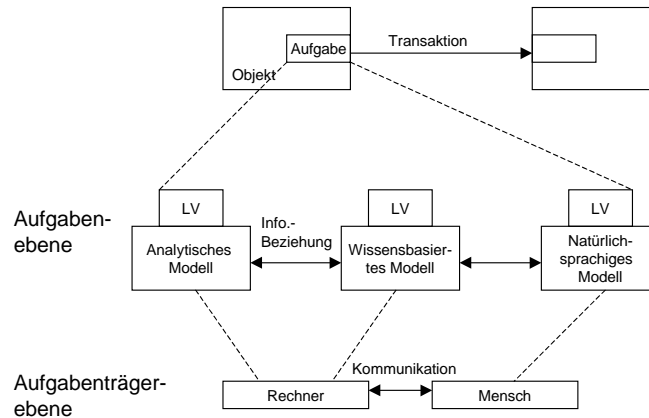 Aufgabe
Transaktion
Objekt
LV
LV
LV
Aufgaben-
ebene
Info.-
Beziehung
Analytisches
Modell
Wissensbasier-
tes Modell
Natürlich-
sprachiges
Modell
Kommunikation
Aufgabenträger-
ebene
Rechner
Mensch